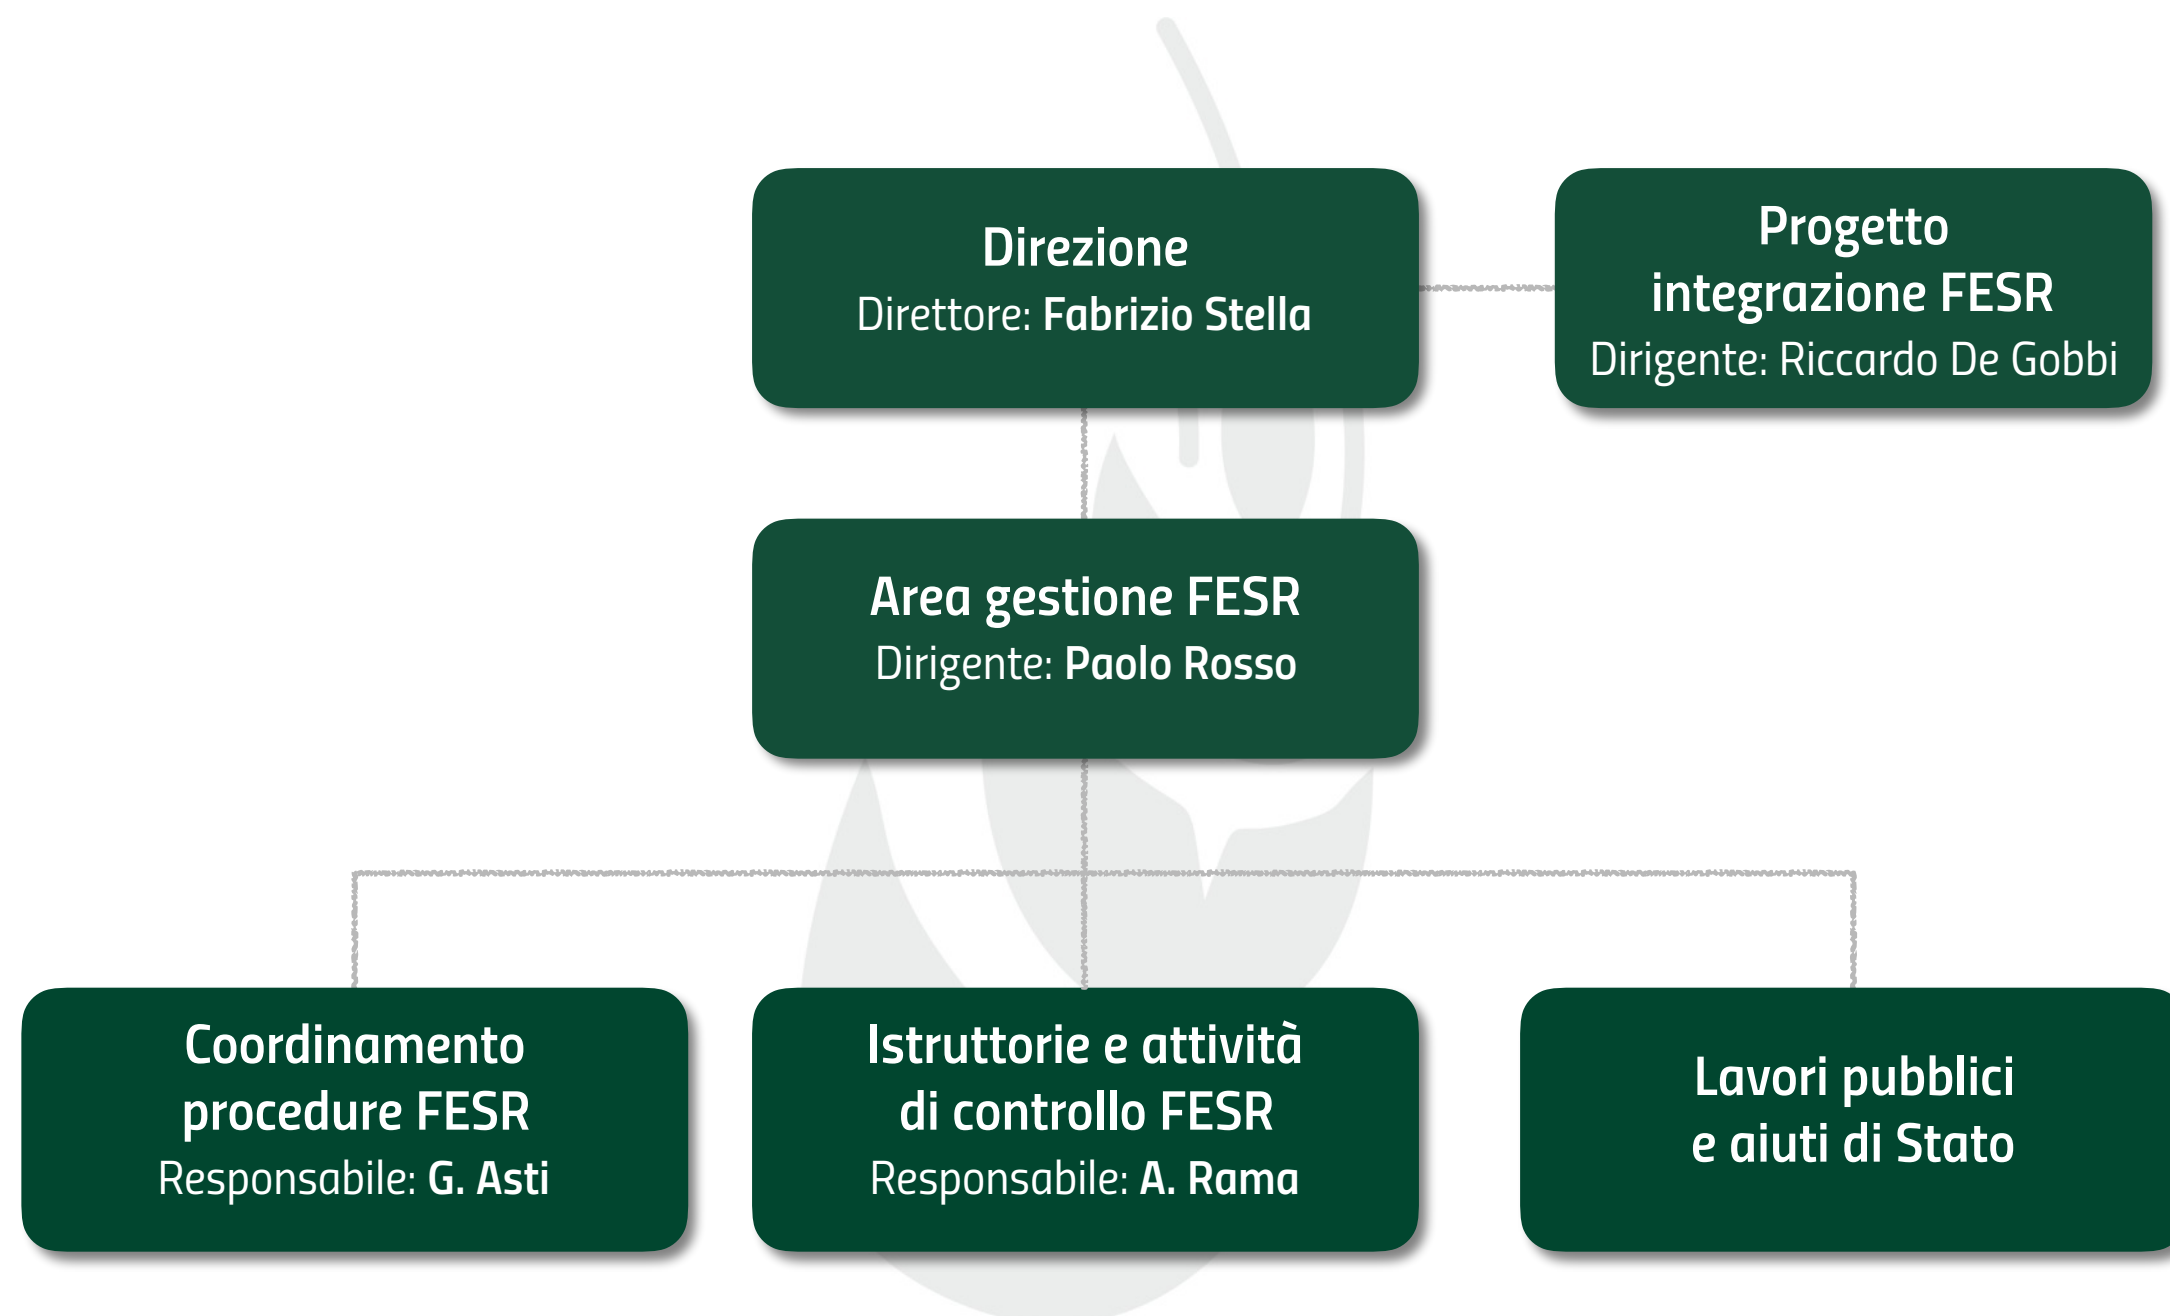 Direzione
Direttore: Fabrizio Stella
Progetto
integrazione FESR
Dirigente: Riccardo De Gobbi
Area gestione FESR
Dirigente: Paolo Rosso
Coordinamento
procedure FESR
Responsabile: G. Asti
Istruttorie e attività
di controllo FESR
Responsabile: A. Rama
Lavori pubblici
e aiuti di Stato